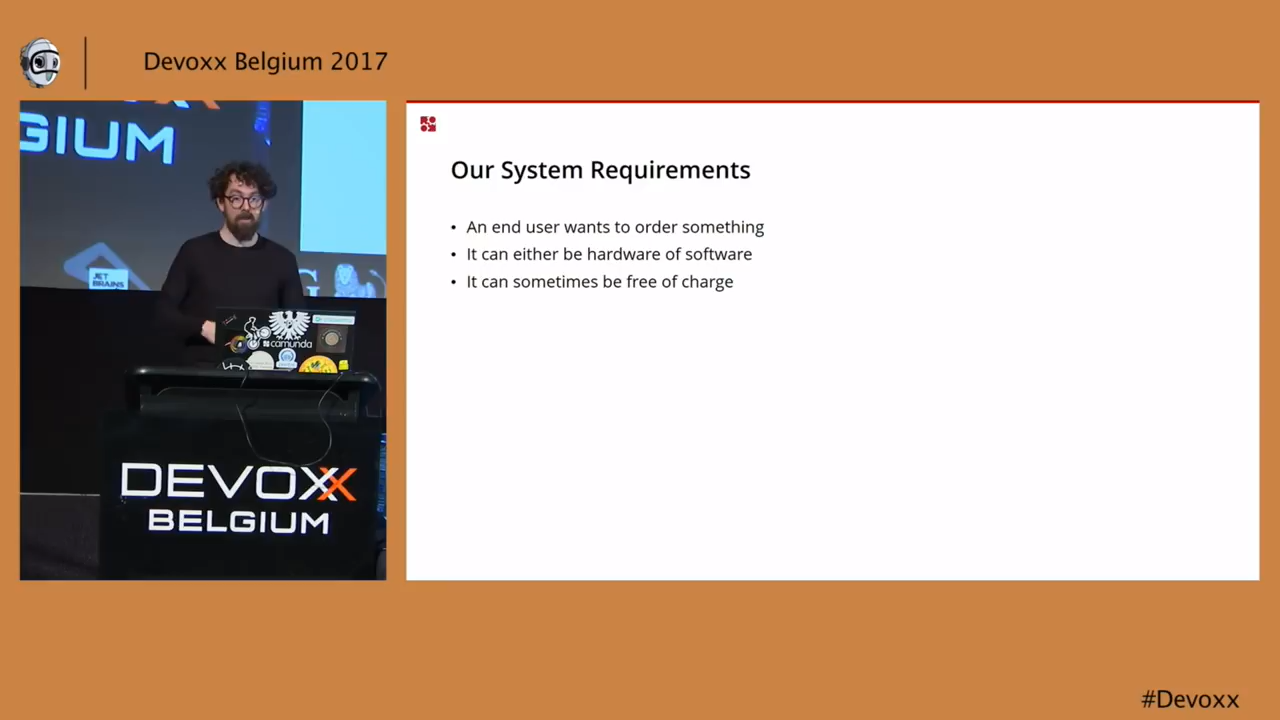 Devoxx Belgium 2017
GIUM
JET
BRAINS
G
camunda
DEVOXX
BELGIUM
Our System Requirements
• An end user wants to order something
• It can either be hardware of software
• It can sometimes be free of charge
#Devoxx